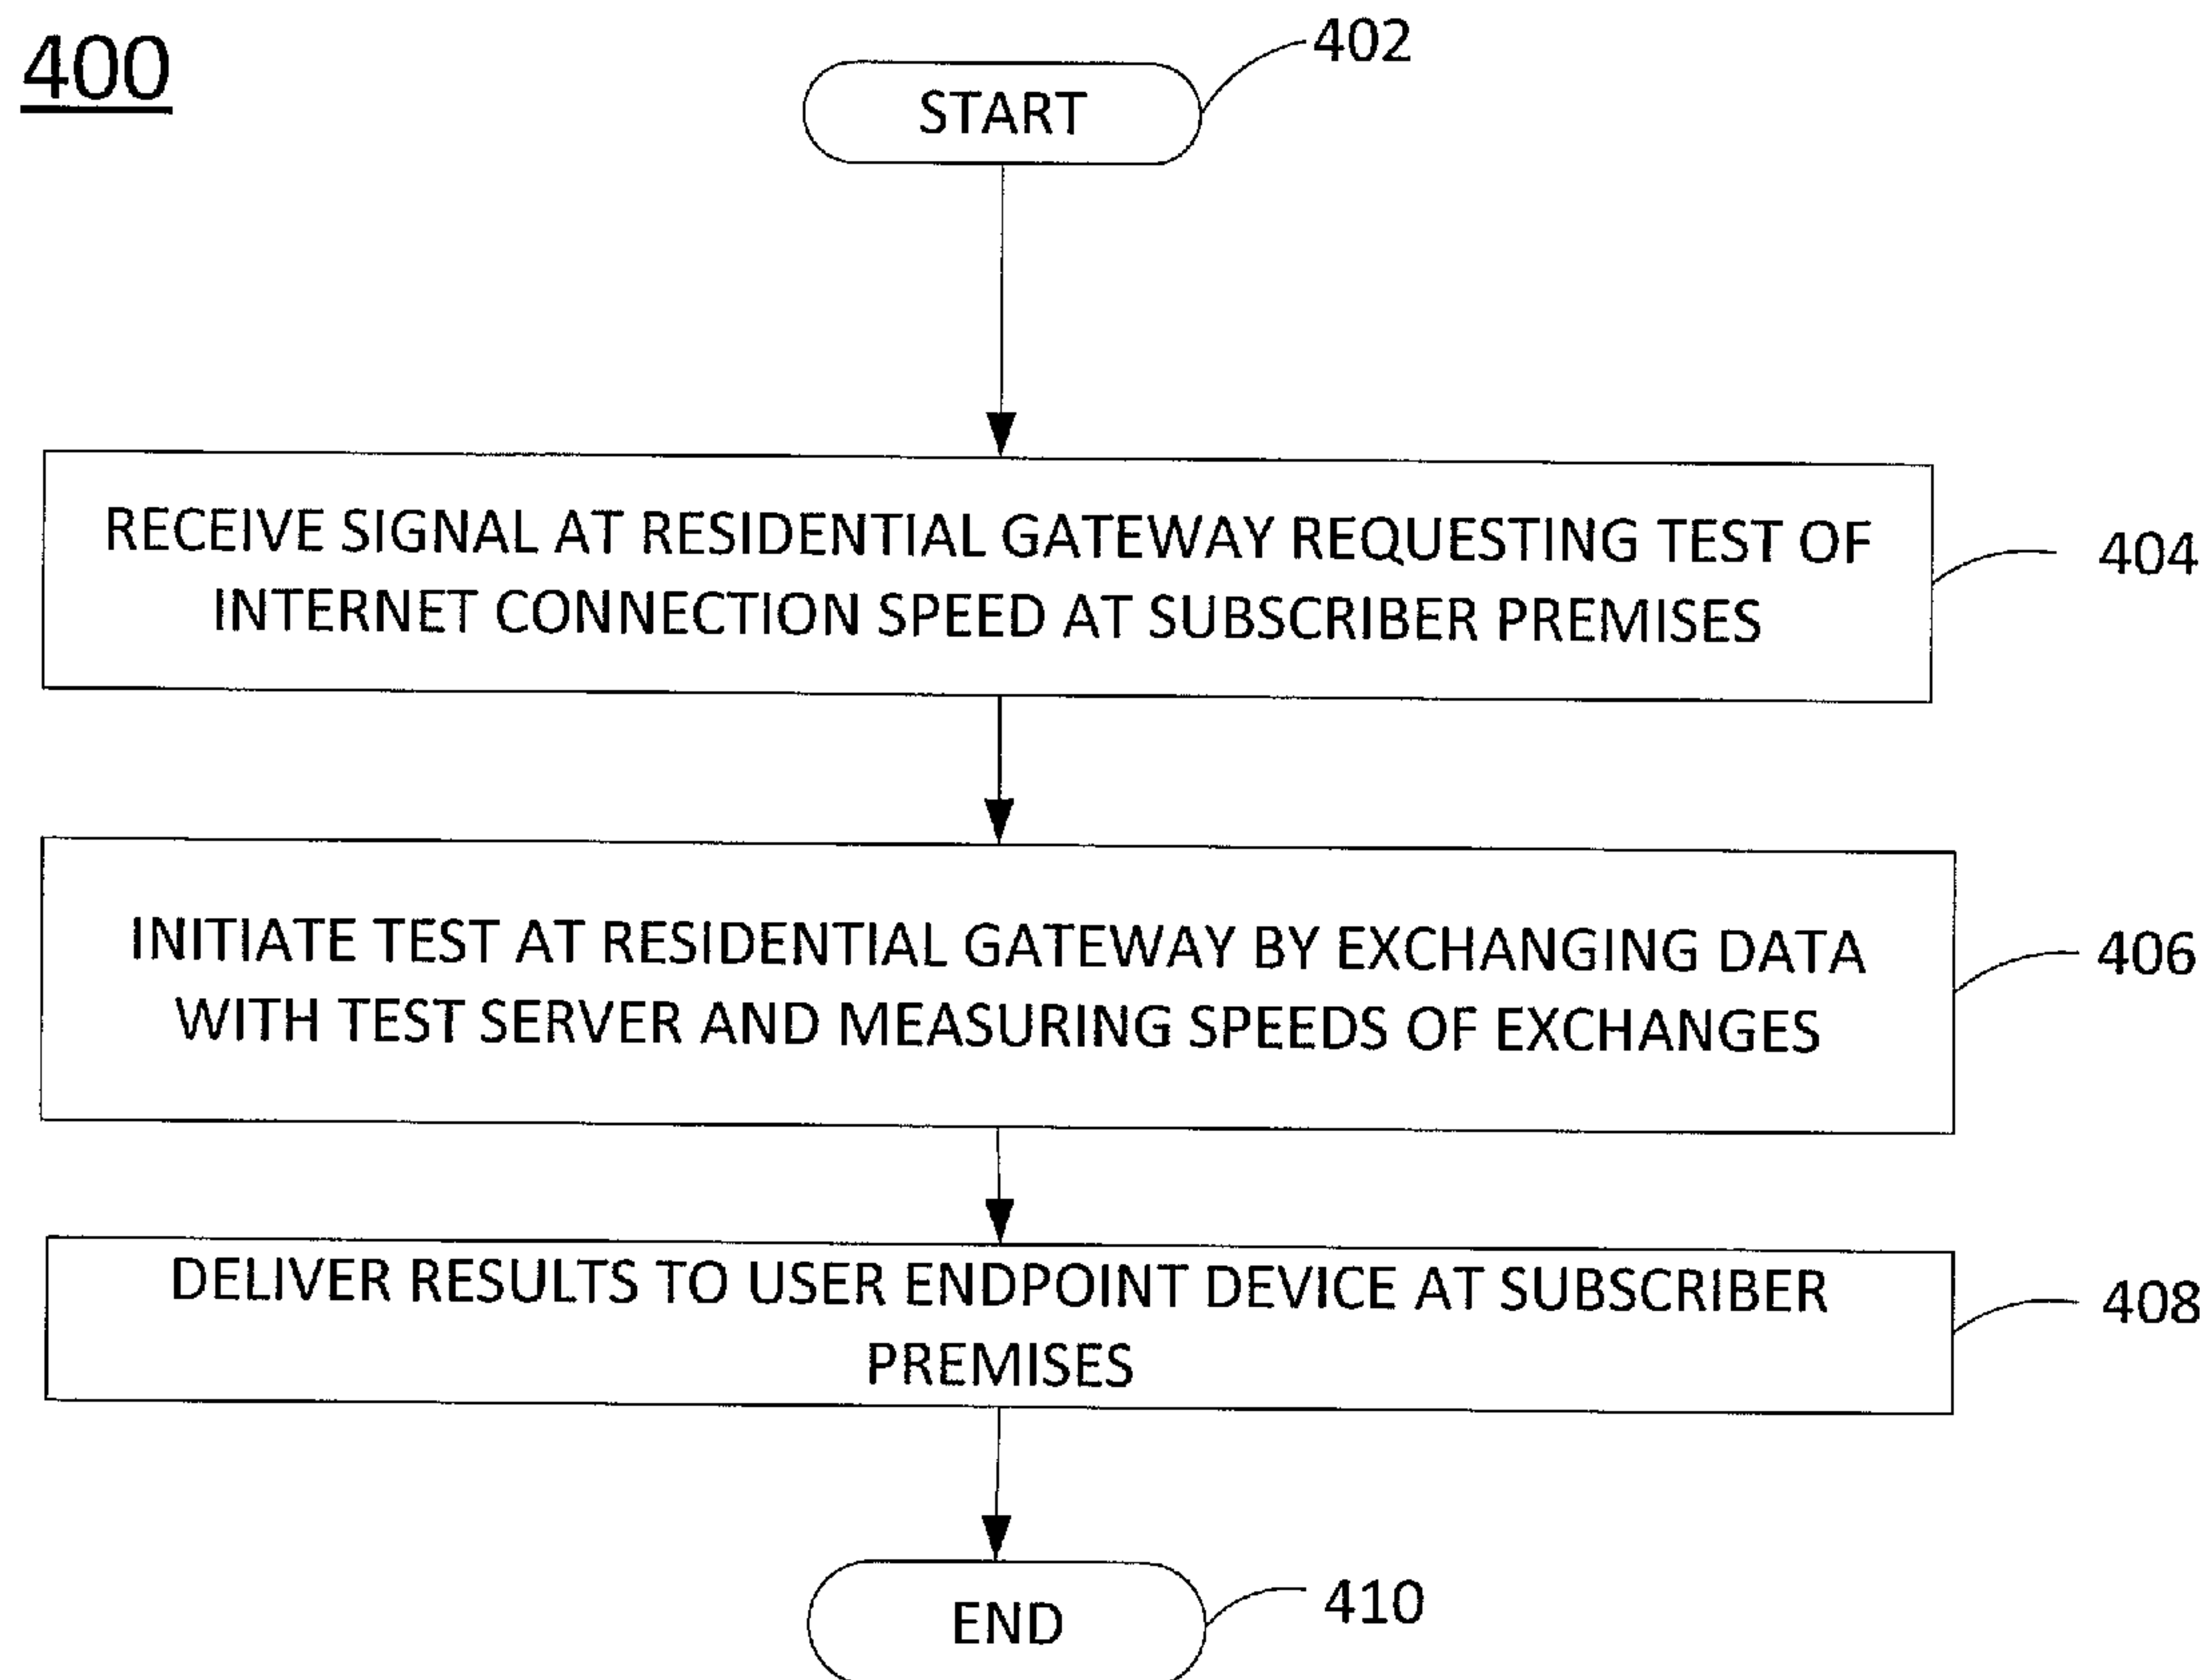 400
402
START
RECEIVE SIGNAL AT RESIDENTIAL GATEWAY REQUESTING TEST OF
INTERNET CONNECTION SPEED AT SUBSCRIBER PREMISES
404
INITIATE TEST AT RESIDENTIAL GATEWAY BY EXCHANGING DATA
WITH TEST SERVER AND MEASURING SPEEDS OF EXCHANGES
406
DELIVER RESULTS TO USER ENDPOINT DEVICE AT SUBSCRIBER
PREMISES
408
END
410